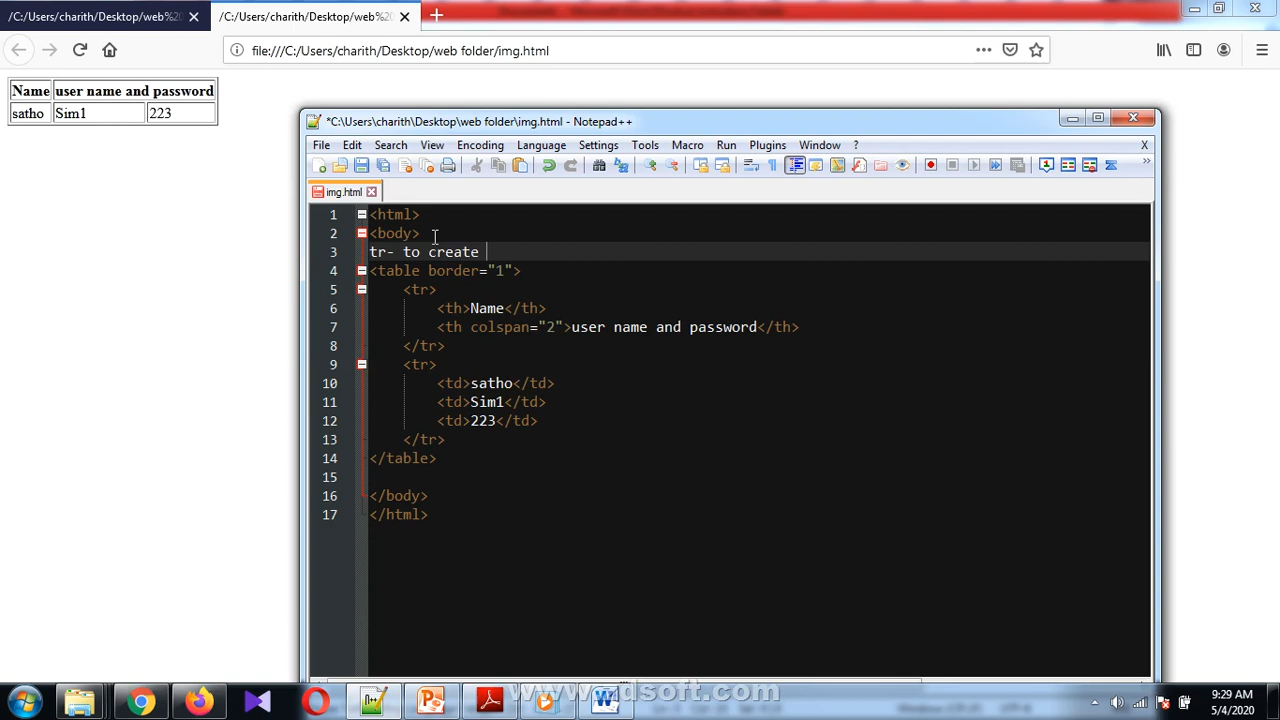 /C:/Users/charith/Desktop/web%20
/C:/Users/charith/Desktop/web%20
file:///C:/Users/charith/Desktop/web folder/img.html
Name user name and password
satho Sim1 223
*C:\Users\charith\Desktop\web folder\img.html - Notepad++
File Edit Search View Encoding Language Settings Tools Macro Run Plugins Window ? X
img.html
1 <html>
2 <body>
3 tr- to create
4 <table border="1">
5 <tr>
6 <th>Name</th>
7 <th colspan="2">user name and password</th>
8 </tr>
9 <tr>
10 <td>satho</td>
11 <td>Sim1</td>
12 <td>223</td>
13 </tr>
14 </table>
15
16 </body>
17 </html>
9:29 AM
5/4/2020